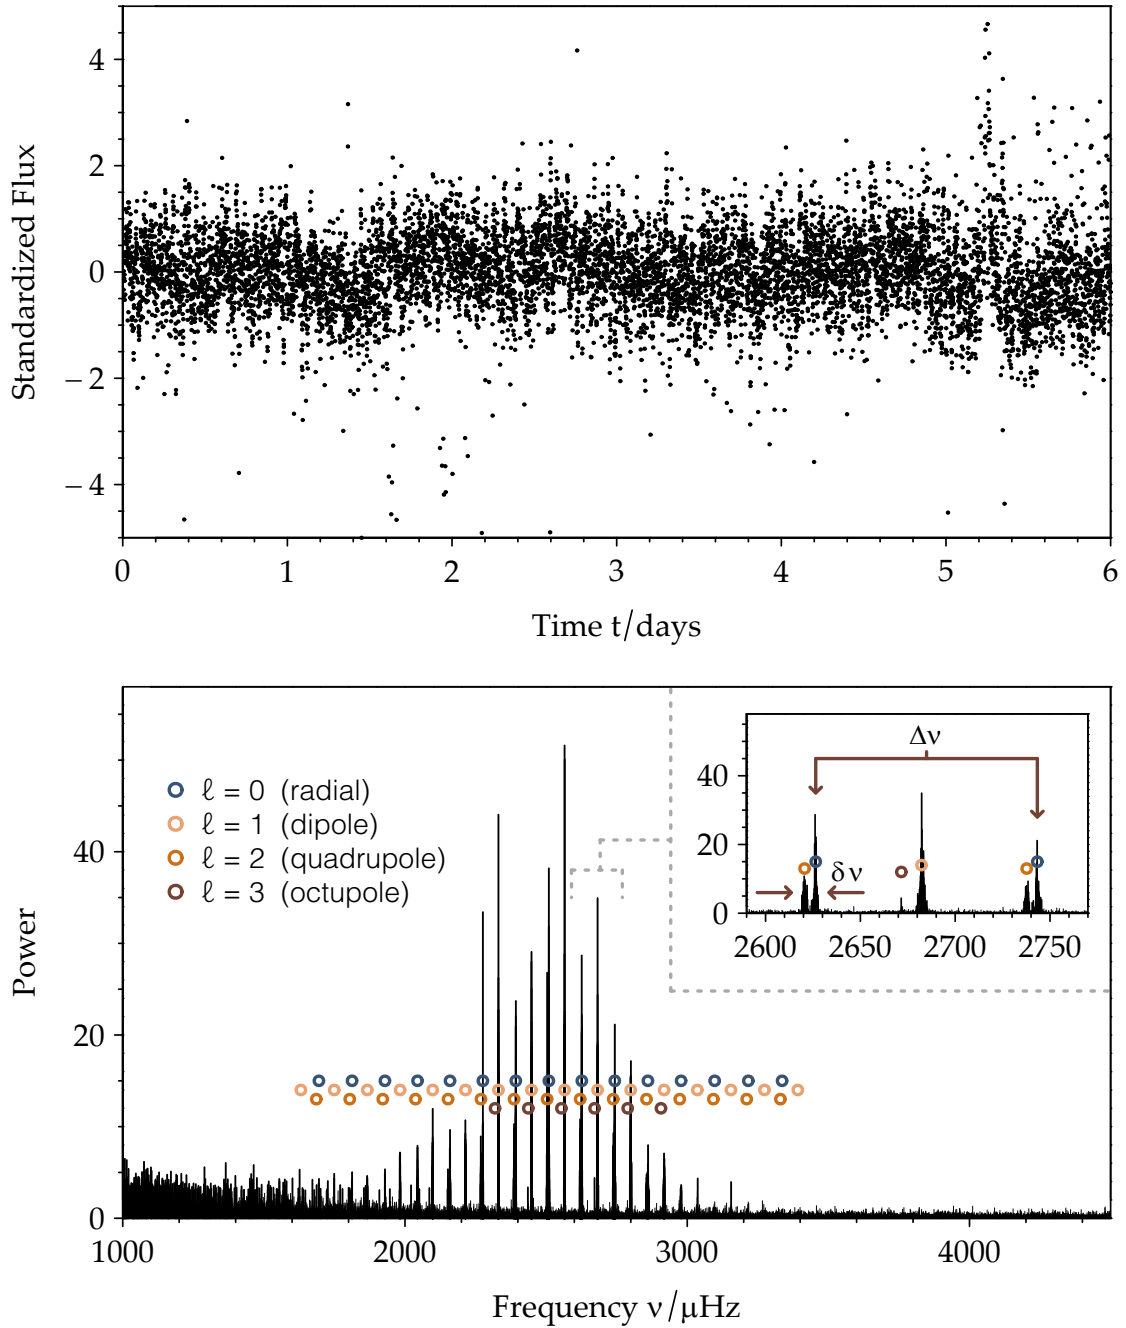 4
2
0
−2
−4
Standardized Flux
0 1 2 3 4 5 6
Time t/days
40
20
0
Power
ℓ = 0 (radial)
ℓ = 1 (dipole)
ℓ = 2 (quadrupole)
ℓ = 3 (octupole)
Δν
40
20
0
δν
2600 2650 2700 2750
1000 2000 3000 4000
Frequency ν/μHz